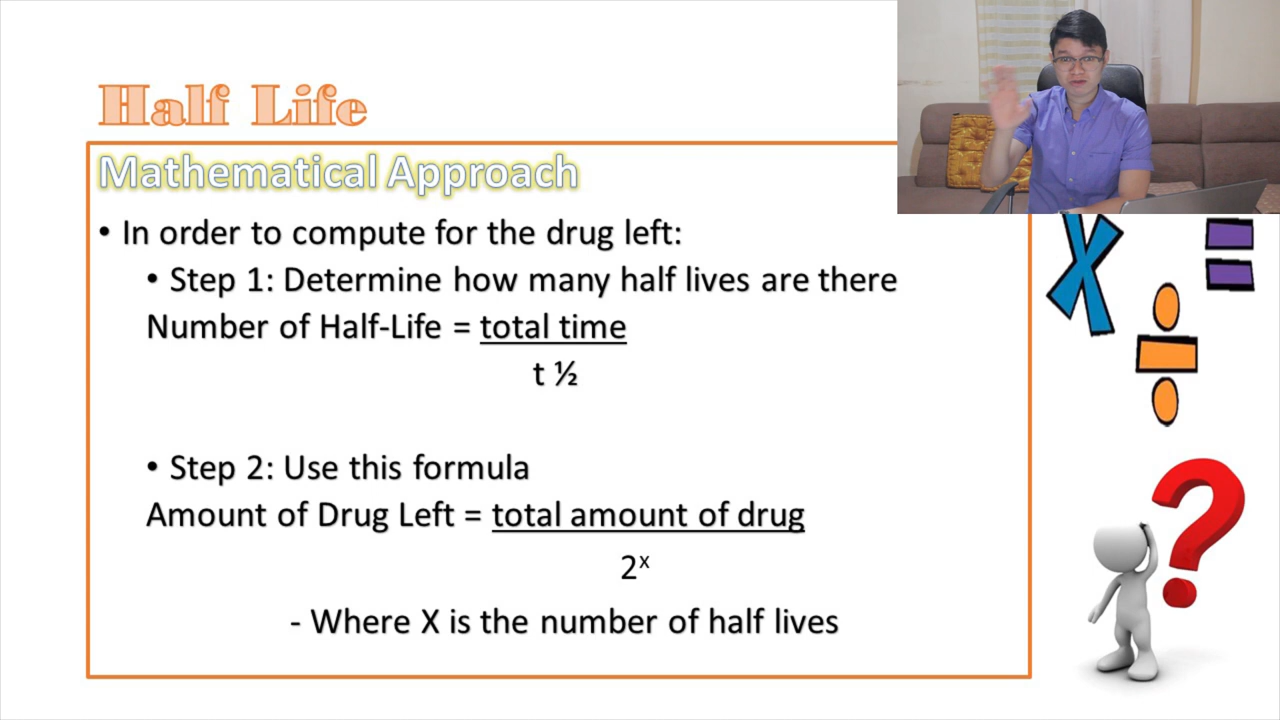 Half Life
Mathematical Approach
• In order to compute for the drug left:
• Step 1: Determine how many half lives are there
Number of Half-Life = total time
t ½
• Step 2: Use this formula
Amount of Drug Left = total amount of drug
2ˣ
- Where X is the number of half lives